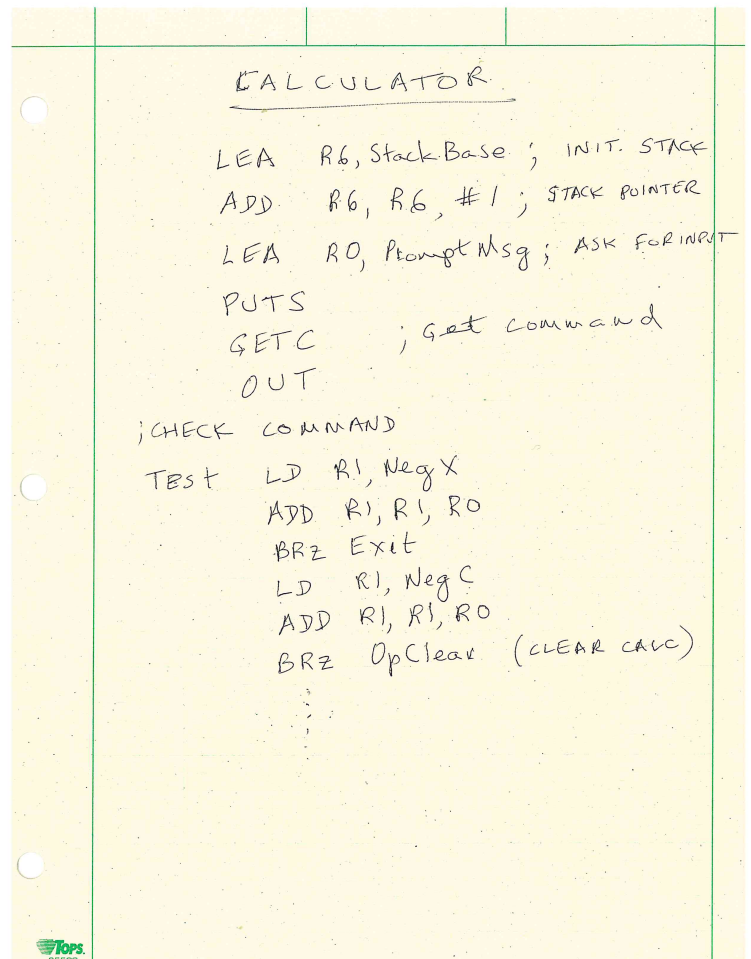 CALCULATOR
LEA R6, StackBase ; INIT. STACK
ADD R6, R6, #1 ; STACK POINTER
LEA R0, PromptMsg ; ASK FOR INPUT
PUTS
GETC ; Get command
OUT
; CHECK COMMAND
TEST LD R1, NegX
ADD R1, R1, R0
BRz Exit
LD R1, NegC
ADD R1, R1, R0
BRz OpClear (CLEAR CALC)
TOPS.